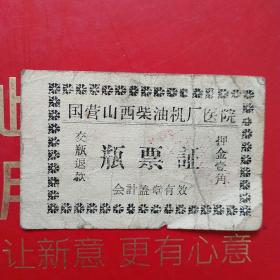 国营山西柴油机厂医院
交瓶退款
瓶票証
押金壹角
会計盖章有效
让新意 更有心意